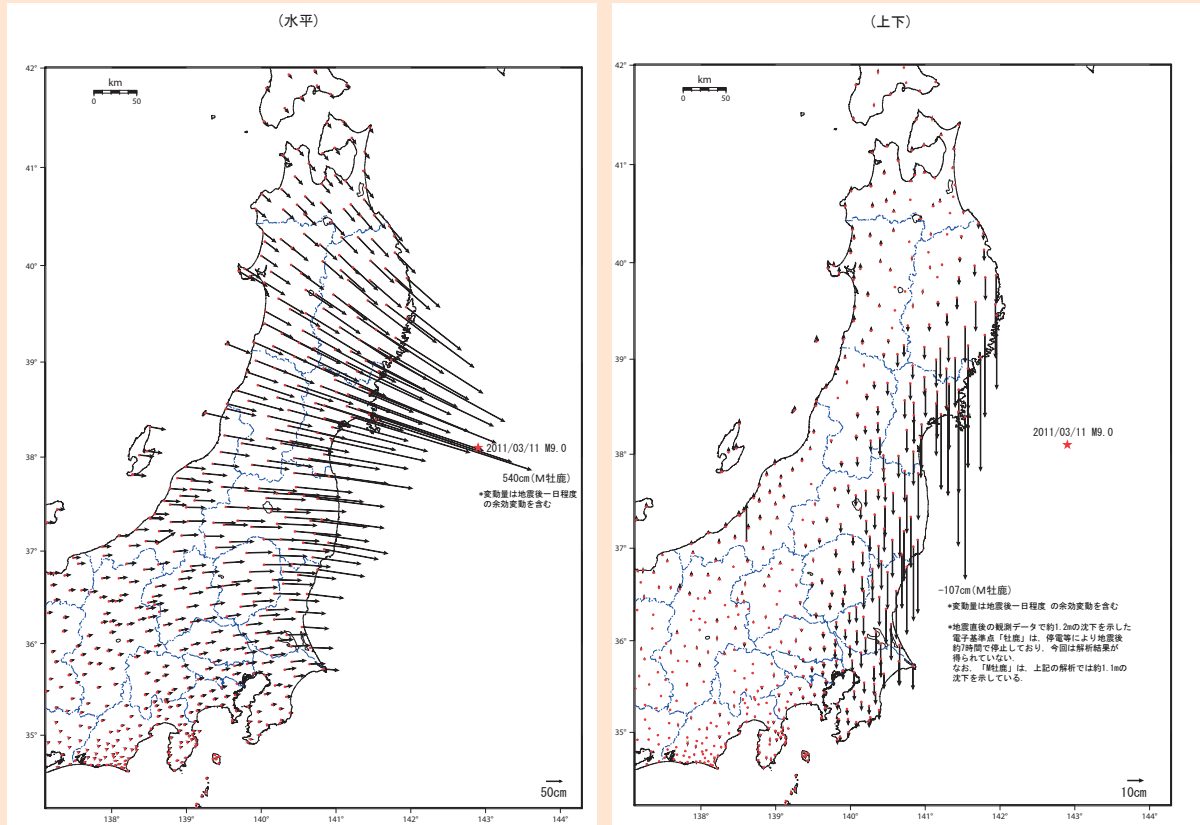 (水平)
42°
41°
40°
39°
38°
37°
36°
35°
km
0 50
2011/03/11 M9.0
540cm(M牡鹿)
*変動量は地震後一日程度
の余効変動を含む
50cm
138° 139° 140° 141° 142° 143° 144°
(上下)
42°
41°
40°
39°
38°
37°
36°
35°
km
0 50
2011/03/11 M9.0
-107cm(M牡鹿)
*変動量は地震後一日程度 の余効変動を含む
*地震直後の観測データで約1.2mの沈下を示した
電子基準点「牡鹿」は、停電等により地震後
約7時間で停止しており、今回は解析結果が
得られていない.
なお、「M牡鹿」は、上記の解析では約1.1mの
沈下を示している.
10cm
138° 139° 140° 141° 142° 143° 144°